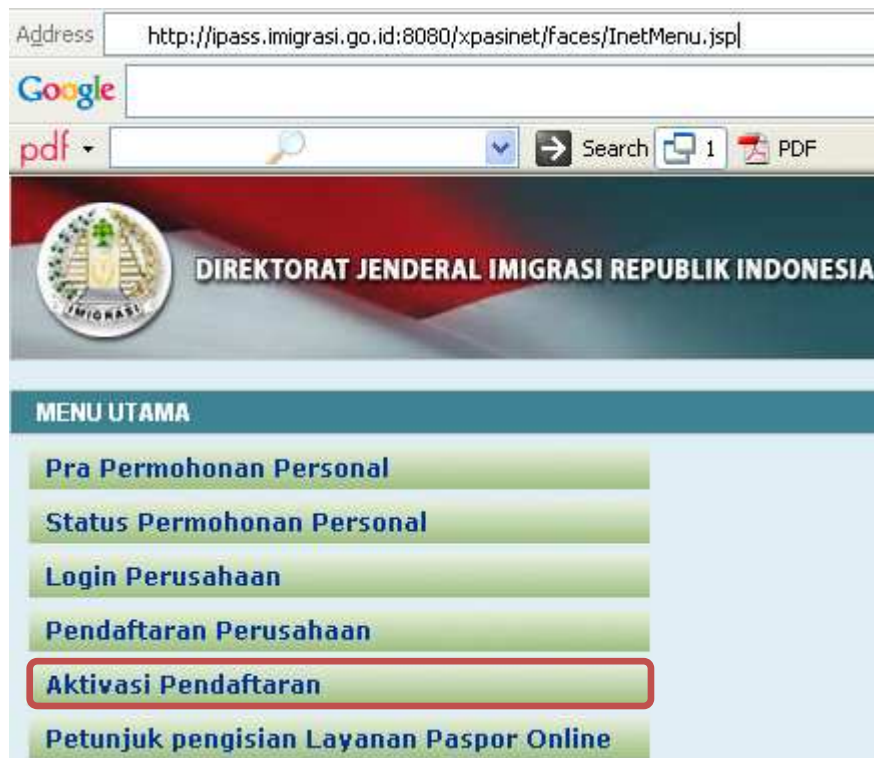 Address http://ipass.imigrasi.go.id:8080/xpasinet/faces/InetMenu.jsp
Google
pdf Search 1 PDF
IMIGRASI
DIREKTORAT JENDERAL IMIGRASI REPUBLIK INDONESIA
MENU UTAMA
Pra Permohonan Personal
Status Permohonan Personal
Login Perusahaan
Pendaftaran Perusahaan
Aktivasi Pendaftaran
Petunjuk pengisian Layanan Paspor Online